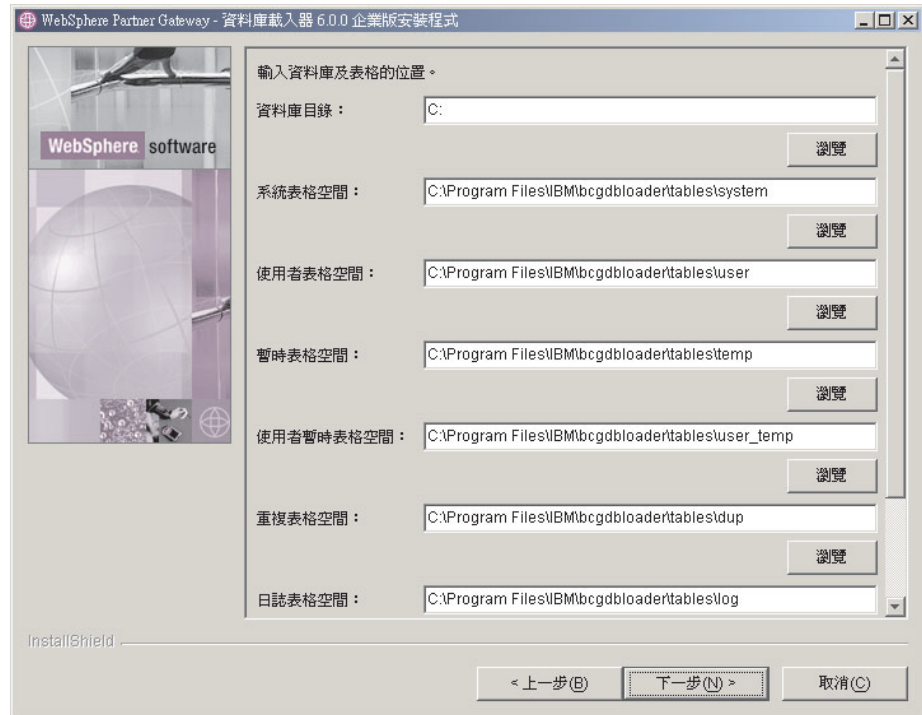 WebSphere Partner Gateway - 資料庫載入器 6.0.0 企業版安裝程式
WebSphere software
輸入資料庫及表格的位置。
資料庫目錄：
C:
瀏覽
系統表格空間：
C:\Program Files\IBM\bcgdbloader\tables\system
瀏覽
使用者表格空間：
C:\Program Files\IBM\bcgdbloader\tables\user
瀏覽
暫時表格空間：
C:\Program Files\IBM\bcgdbloader\tables\temp
瀏覽
使用者暫時表格空間：
C:\Program Files\IBM\bcgdbloader\tables\user_temp
瀏覽
重複表格空間：
C:\Program Files\IBM\bcgdbloader\tables\dup
瀏覽
日誌表格空間：
C:\Program Files\IBM\bcgdbloader\tables\log
InstallShield
< 上一步(B)
下一步(N) >
取消(C)